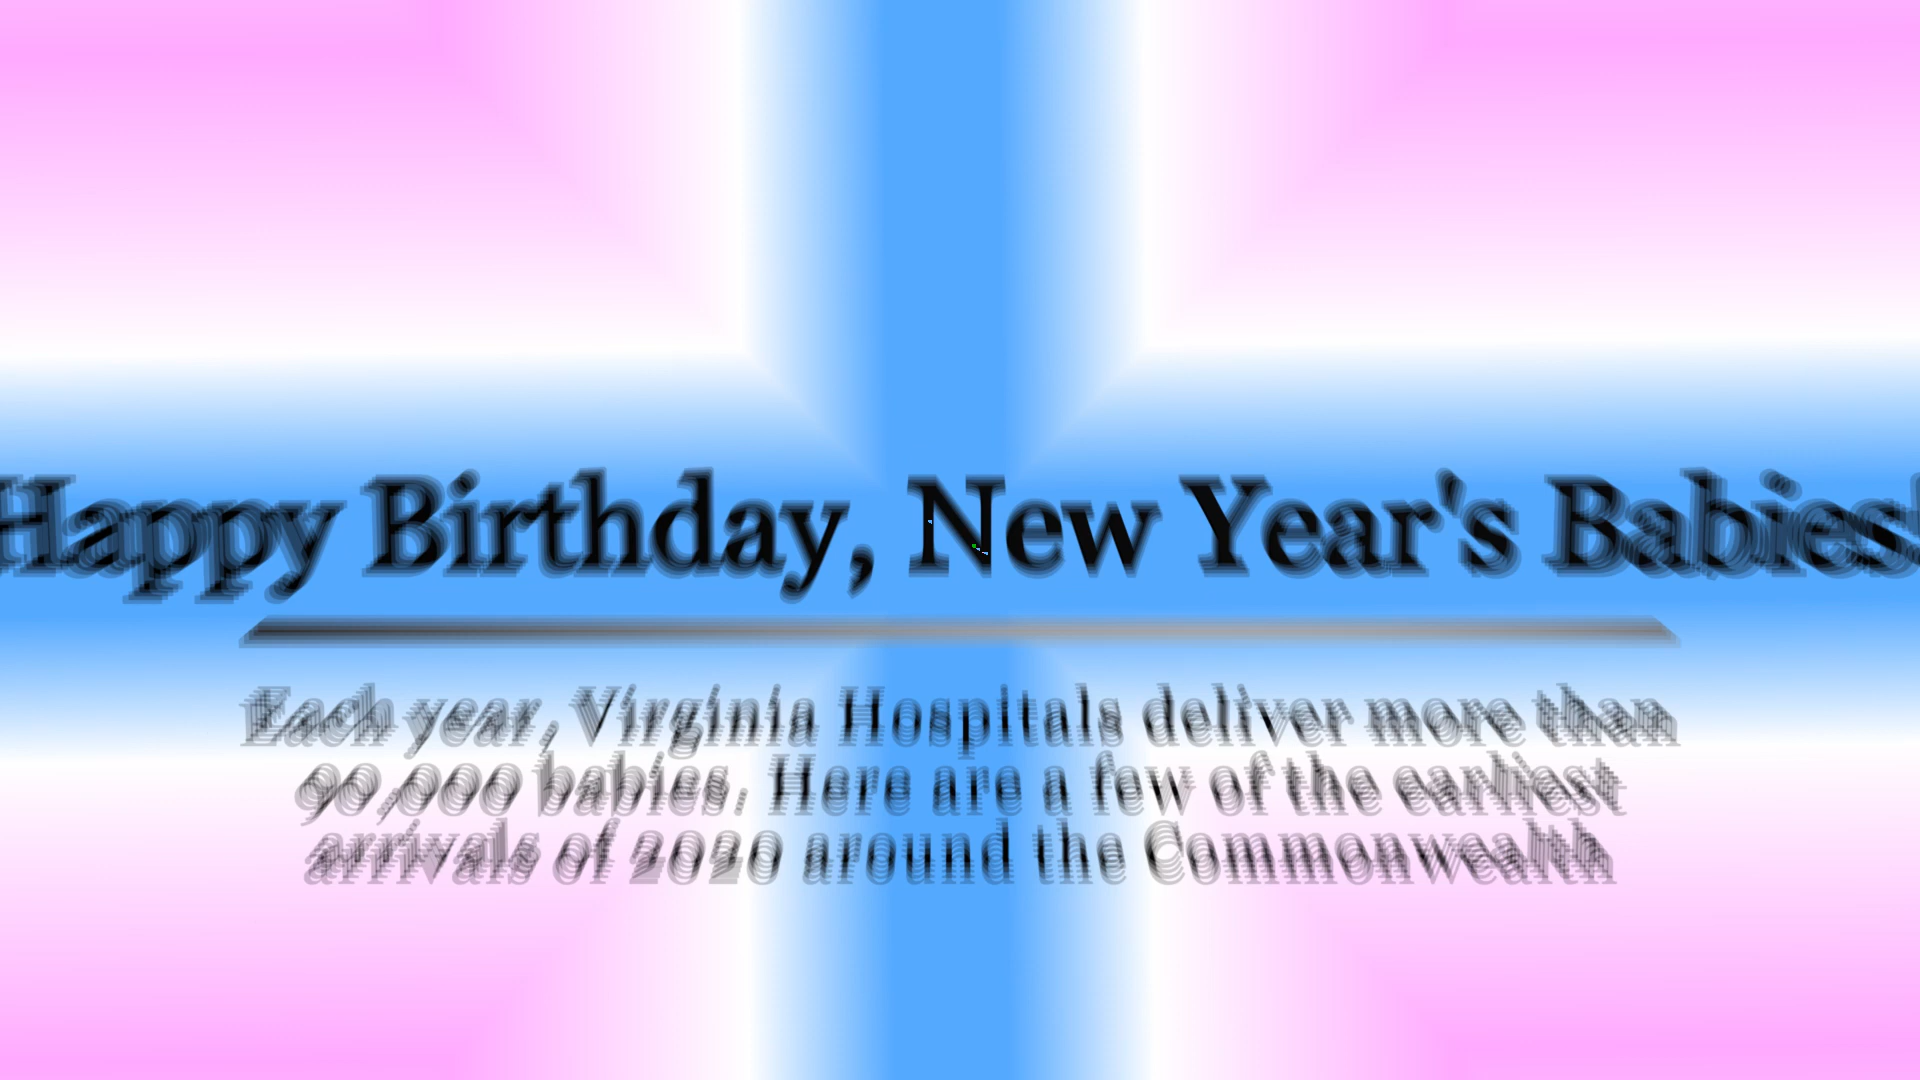 Happy Birthday, New Year's Babies!
Each year, Virginia Hospitals deliver more than
90,000 babies. Here are a few of the earliest
arrivals of 2020 around the Commonwealth